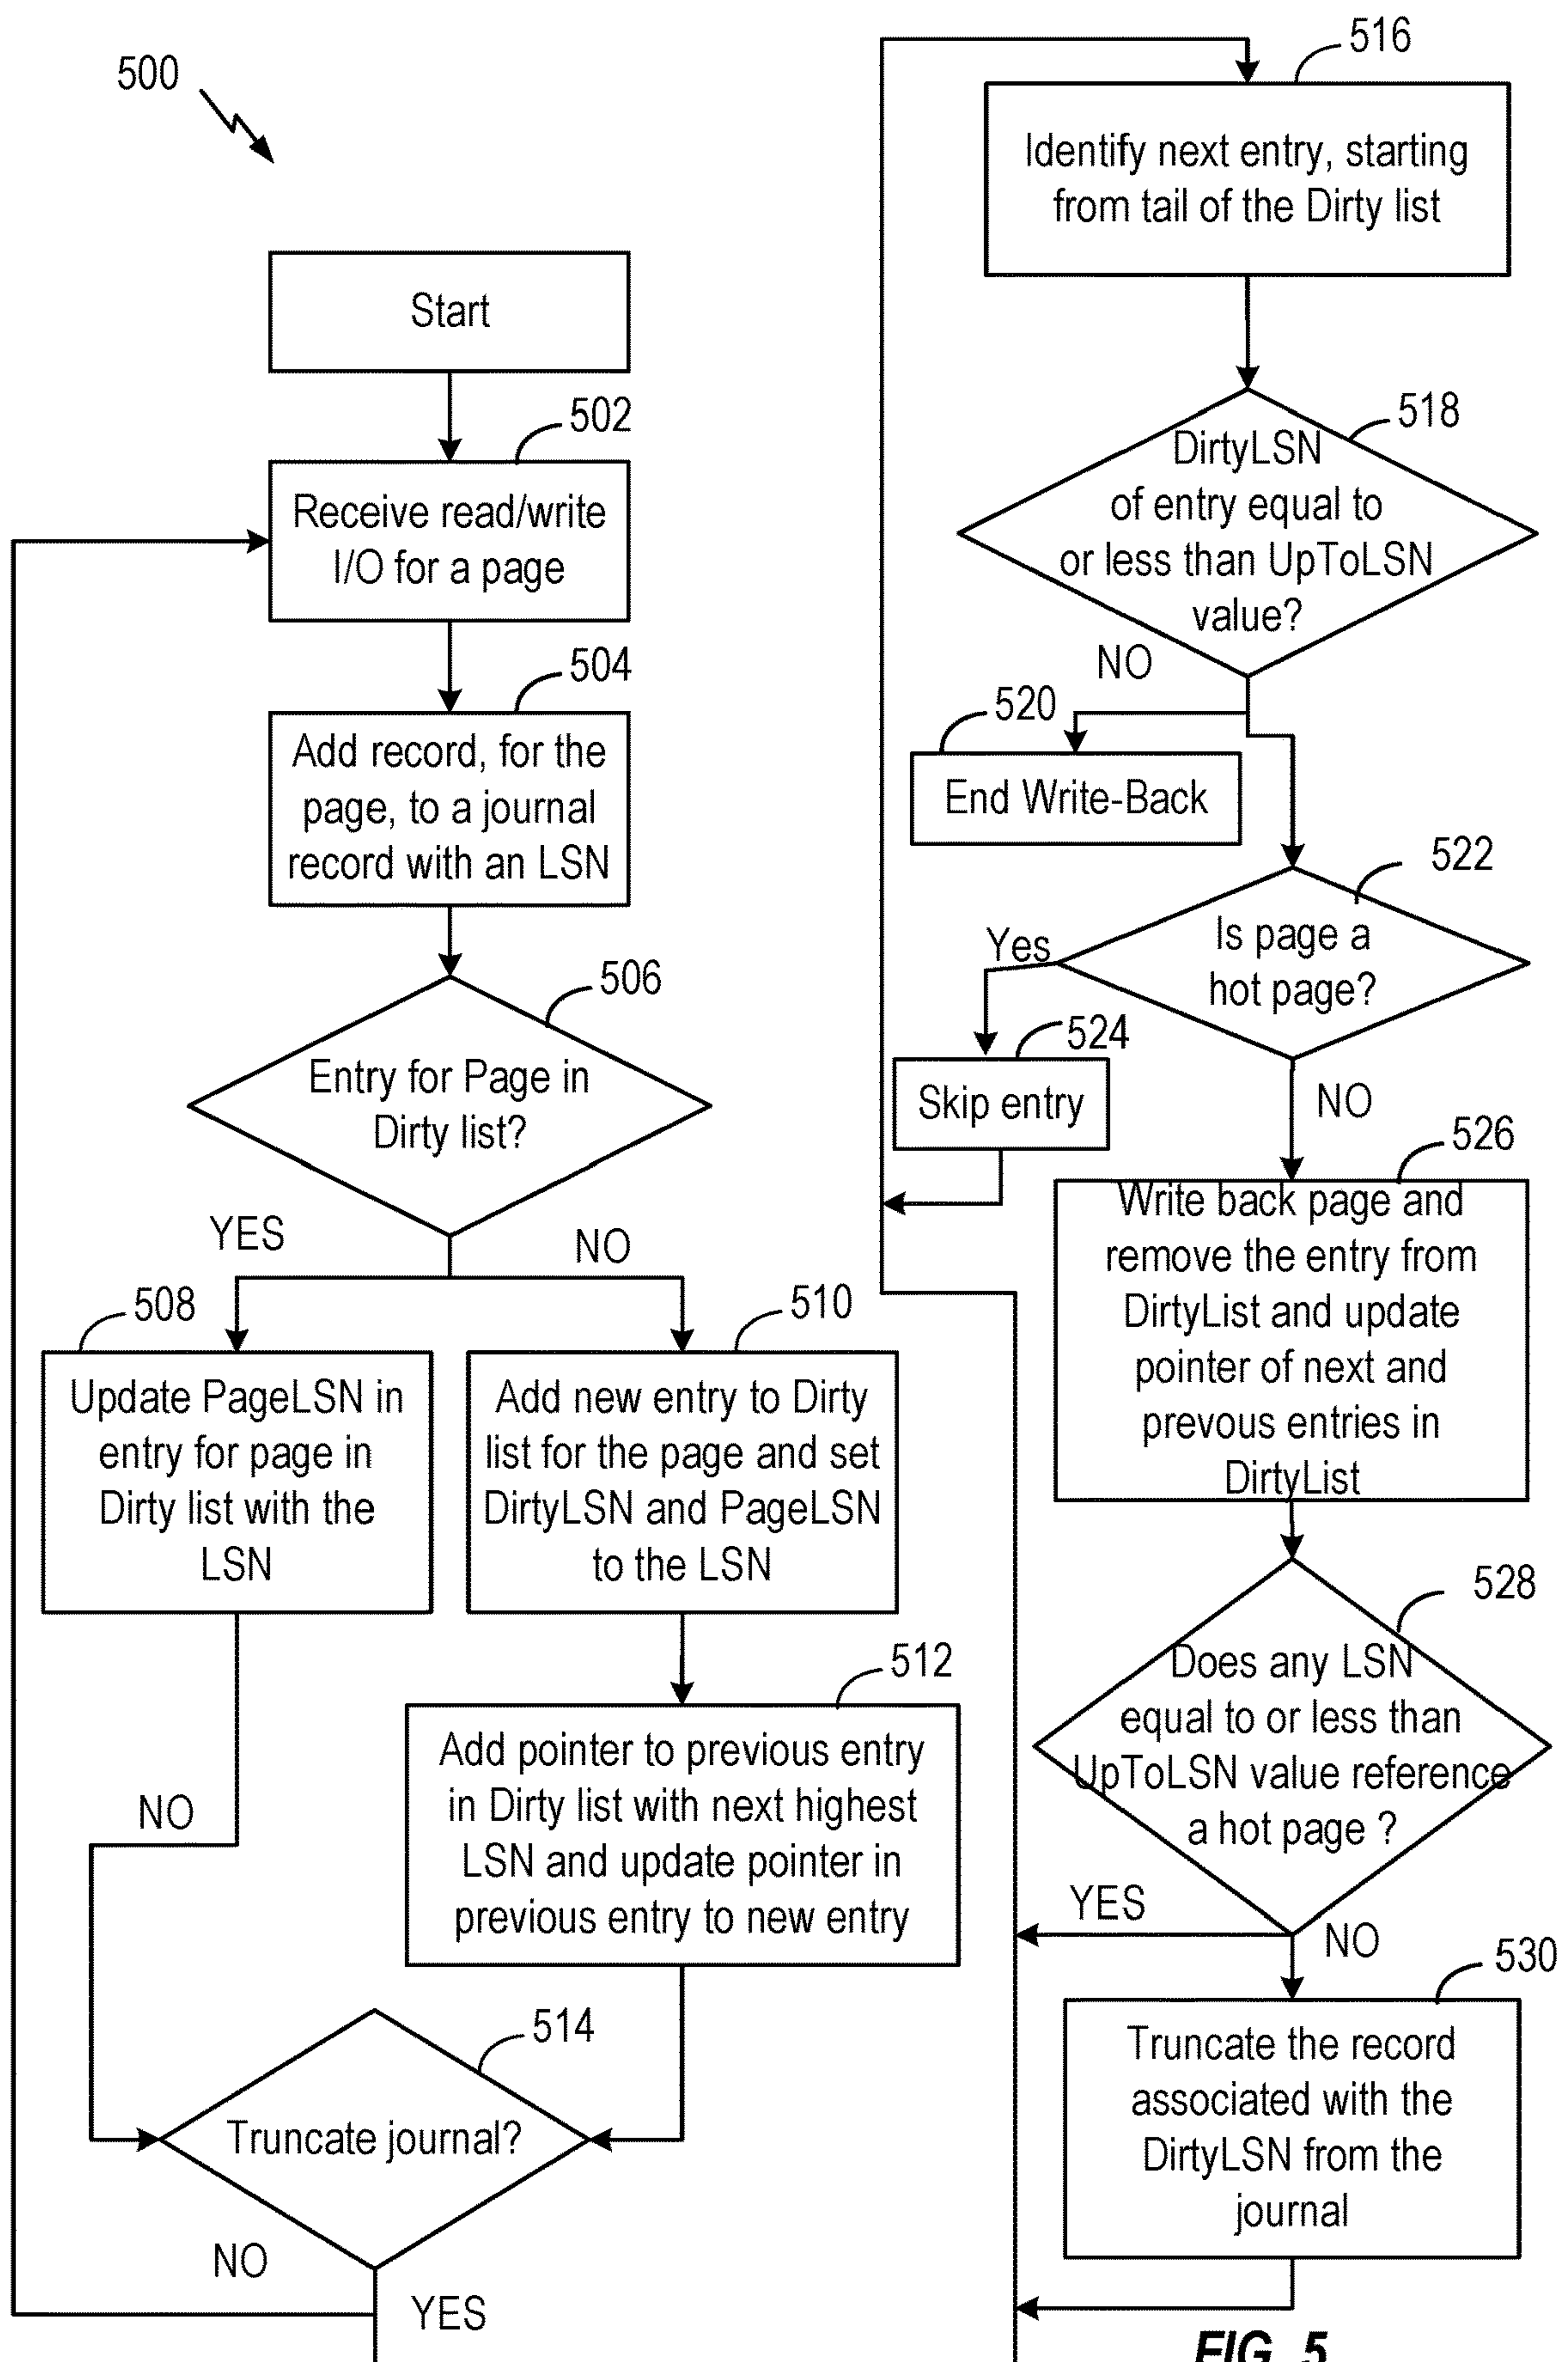 500
Start
502
Receive read/write
I/O for a page
504
Add record, for the
page, to a journal
record with an LSN
506
Entry for Page in
Dirty list?
YES
NO
508
Update PageLSN in
entry for page in
Dirty list with the
LSN
510
Add new entry to Dirty
list for the page and set
DirtyLSN and PageLSN
to the LSN
512
Add pointer to previous entry
in Dirty list with next highest
LSN and update pointer in
previous entry to new entry
NO
514
Truncate journal?
NO
YES
516
Identify next entry, starting
from tail of the Dirty list
518
DirtyLSN
of entry equal to
or less than UpToLSN
value?
NO
520
End Write-Back
522
Is page a
hot page?
Yes
524
Skip entry
NO
526
Write back page and
remove the entry from
DirtyList and update
pointer of next and
prevous entries in
DirtyList
528
Does any LSN
equal to or less than
UpToLSN value reference
a hot page ?
YES
NO
530
Truncate the record
associated with the
DirtyLSN from the
journal
FIG. 5